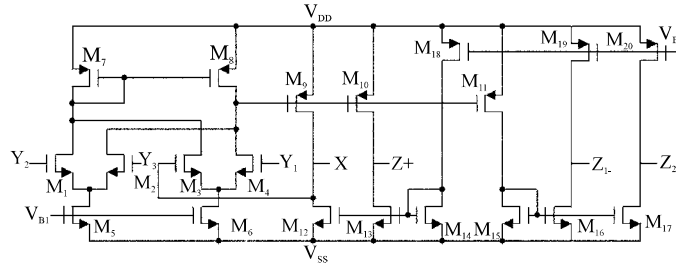 V_DD
M_7 M_8 M_9 M_10 M_18 M_11 M_19 M_20 V_B
Y_2 Y_3 Y_1 X Z+ Z_1- Z_2
M_1 M_2 M_3 M_4
V_B1 M_5 M_6 M_12 M_13 M_14 M_15 M_16 M_17
V_SS